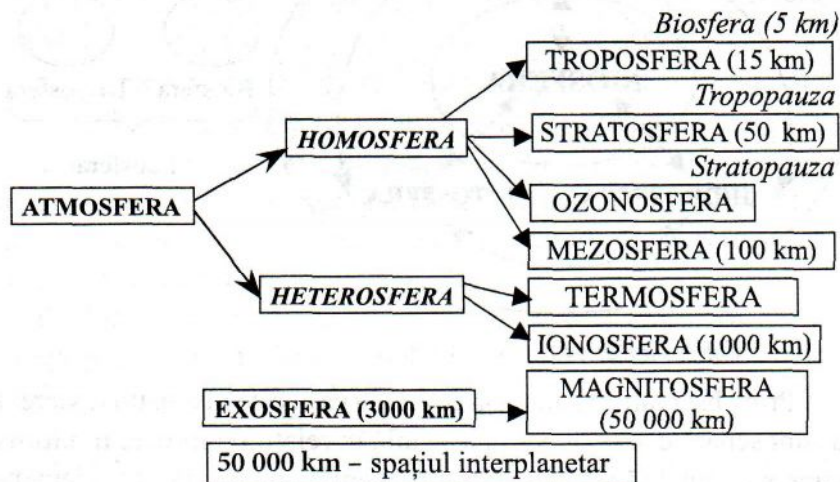 Biosfera (5 km)
TROPOSFERA (15 km)
Tropopauza
HOMOSFERA
STRATOSFERA (50 km)
Stratopauza
ATMOSFERA
OZONOSFERA
MEZOSFERA (100 km)
HETEROSFERA
TERMOSFERA
IONOSFERA (1000 km)
EXOSFERA (3000 km)
MAGNITOSFERA
(50 000 km)
50 000 km – spațiul interplanetar